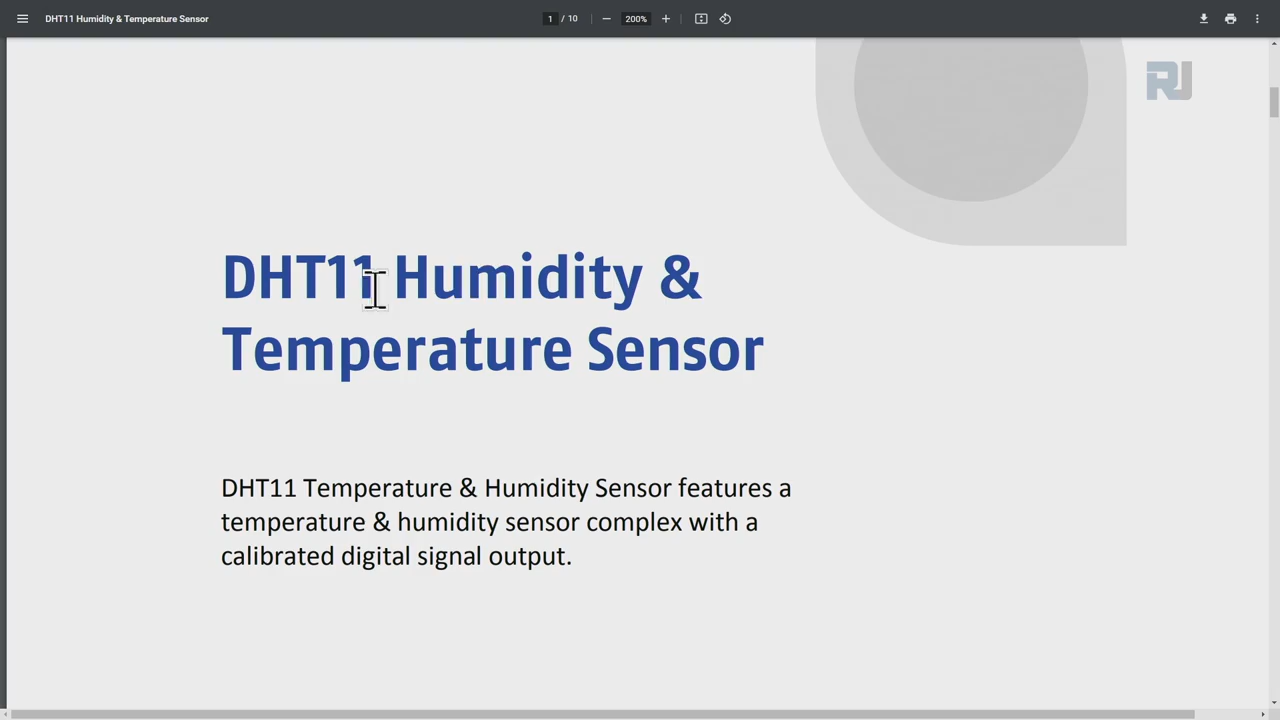 DHT11 Humidity & Temperature Sensor
1 / 10
200%
RJ
DHT11 Humidity &
Temperature Sensor
DHT11 Temperature & Humidity Sensor features a
temperature & humidity sensor complex with a
calibrated digital signal output.